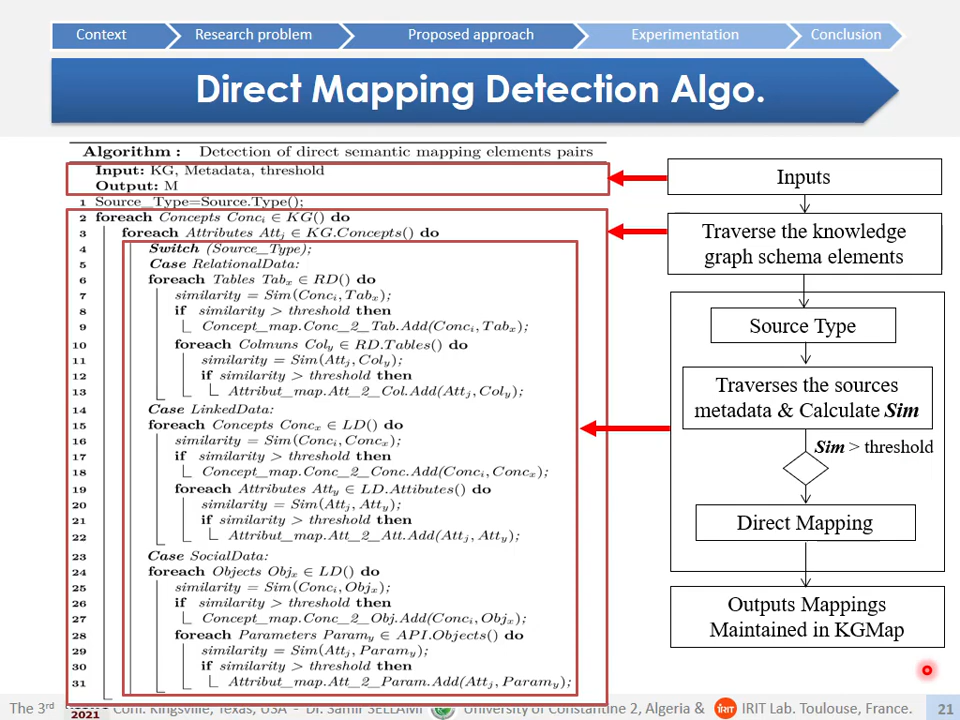 Context
Research problem
Proposed approach
Experimentation
Conclusion
Direct Mapping Detection Algo.
Algorithm : Detection of direct semantic mapping elements pairs
Input: KG, Metadata, threshold
Output: M
1 Source_Type=Source.Type();
2 foreach Concepts Conc_i ∈ KG() do
3 foreach Attributes Att_j ∈ KG.Concepts() do
4 Switch (Source_Type);
5 Case RelationalData:
6 foreach Tables Tab_x ∈ RD() do
7 similarity = Sim(Conc_i, Tab_x);
8 if similarity > threshold then
9 Concept_map.Conc_2_Tab.Add(Conc_i, Tab_x);
10 foreach Colmuns Col_y ∈ RD.Tables() do
11 similarity = Sim(Att_j, Col_y);
12 if similarity > threshold then
13 Attribut_map.Att_2_Col.Add(Att_j, Col_y);
14 Case LinkedData:
15 foreach Concepts Conc_x ∈ LD() do
16 similarity = Sim(Conc_i, Conc_x);
17 if similarity > threshold then
18 Concept_map.Conc_2_Conc.Add(Conc_i, Conc_x);
19 foreach Attributes Att_y ∈ LD.Attibutes() do
20 similarity = Sim(Att_j, Att_y);
21 if similarity > threshold then
22 Attribut_map.Att_2_Att.Add(Att_j, Att_y);
23 Case SocialData:
24 foreach Objects Obj_x ∈ LD() do
25 similarity = Sim(Conc_i, Obj_x);
26 if similarity > threshold then
27 Concept_map.Conc_2_Obj.Add(Conc_i, Obj_x);
28 foreach Parameters Param_y ∈ API.Objects() do
29 similarity = Sim(Att_j, Param_y);
30 if similarity > threshold then
31 Attribut_map.Att_2_Param.Add(Att_j, Param_y);
Inputs
Traverse the knowledge
graph schema elements
Source Type
Traverses the sources
metadata & Calculate Sim
Sim > threshold
Direct Mapping
Outputs Mappings
Maintained in KGMap
The 3rd 2021 Conf. Kingsville, Texas, USA - Dr. Samir SELLAMI University of Constantine 2, Algeria & IRIT IRIT Lab. Toulouse, France. 21